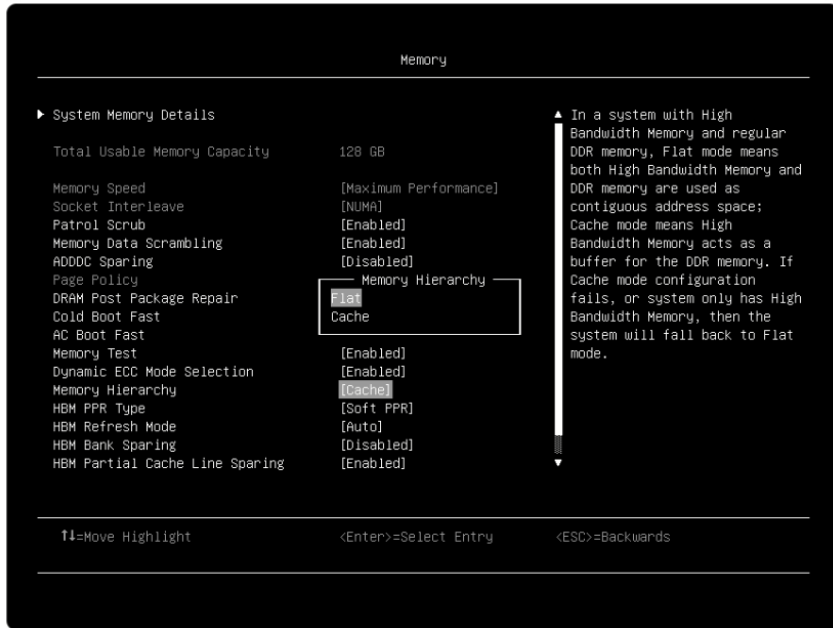 Memory
System Memory Details
Total Usable Memory Capacity 128 GB
Memory Speed [Maximum Performance]
Socket Interleave [NUMA]
Patrol Scrub [Enabled]
Memory Data Scrambling [Enabled]
ADDDC Sparing [Disabled]
Page Policy
DRAM Post Package Repair
Cold Boot Fast
AC Boot Fast
Memory Hierarchy
Flat
Cache
Memory Test [Enabled]
Dynamic ECC Mode Selection [Enabled]
Memory Hierarchy [Cache]
HBM PPR Type [Soft PPR]
HBM Refresh Mode [Auto]
HBM Bank Sparing [Disabled]
HBM Partial Cache Line Sparing [Enabled]
In a system with High
Bandwidth Memory and regular
DDR memory, Flat mode means
both High Bandwidth Memory and
DDR memory are used as
contiguous address space;
Cache mode means High
Bandwidth Memory acts as a
buffer for the DDR memory. If
Cache mode configuration
fails, or system only has High
Bandwidth Memory, then the
system will fall back to Flat
mode.
↑↓=Move Highlight <Enter>=Select Entry <ESC>=Backwards